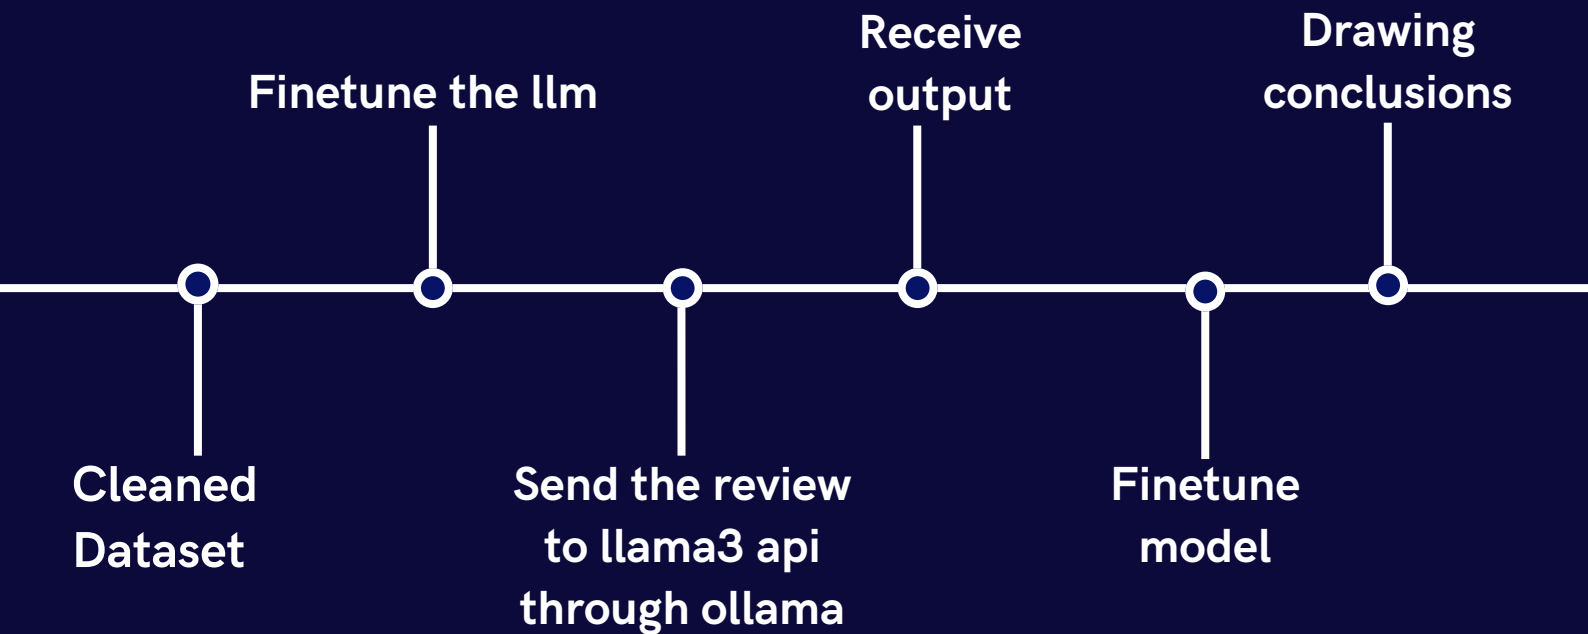 Cleaned
Dataset
Finetune the llm
Send the review
to llama3 api
through ollama
Receive
output
Finetune
model
Drawing
conclusions